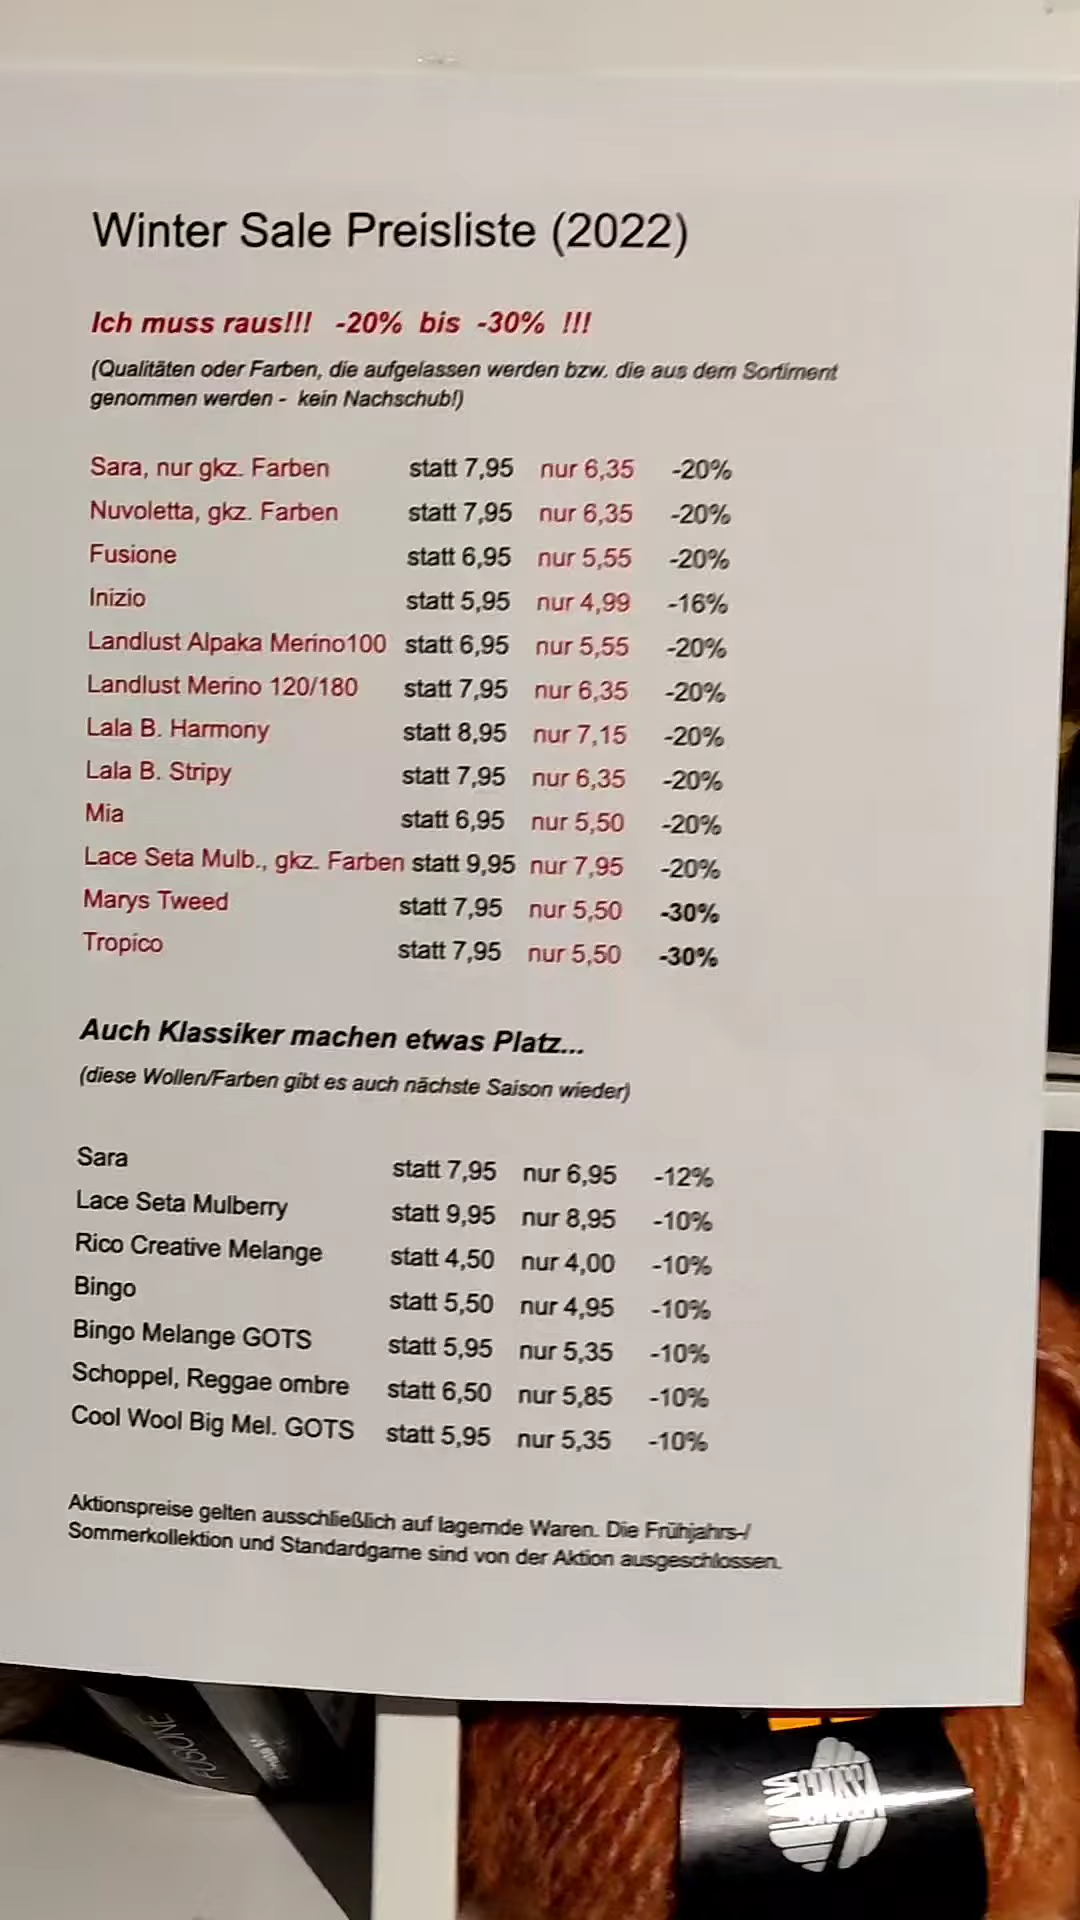 Winter Sale Preisliste (2022)
Ich muss raus!!! -20% bis -30% !!!
(Qualitäten oder Farben, die aufgelassen werden bzw. die aus dem Sortiment
genommen werden - kein Nachschub!)
Sara, nur gkz. Farben statt 7,95 nur 6,35 -20%
Nuvoletta, gkz. Farben statt 7,95 nur 6,35 -20%
Fusione statt 6,95 nur 5,55 -20%
Inizio statt 5,95 nur 4,99 -16%
Landlust Alpaka Merino100 statt 6,95 nur 5,55 -20%
Landlust Merino 120/180 statt 7,95 nur 6,35 -20%
Lala B. Harmony statt 8,95 nur 7,15 -20%
Lala B. Stripy statt 7,95 nur 6,35 -20%
Mia statt 6,95 nur 5,50 -20%
Lace Seta Mulb., gkz. Farben statt 9,95 nur 7,95 -20%
Marys Tweed statt 7,95 nur 5,50 -30%
Tropico statt 7,95 nur 5,50 -30%
Auch Klassiker machen etwas Platz...
(diese Wollen/Farben gibt es auch nächste Saison wieder)
Sara statt 7,95 nur 6,95 -12%
Lace Seta Mulberry statt 9,95 nur 8,95 -10%
Rico Creative Melange statt 4,50 nur 4,00 -10%
Bingo statt 5,50 nur 4,95 -10%
Bingo Melange GOTS statt 5,95 nur 5,35 -10%
Schoppel, Reggae ombre statt 6,50 nur 5,85 -10%
Cool Wool Big Mel. GOTS statt 5,95 nur 5,35 -10%
Aktionspreise gelten ausschließlich auf lagernde Waren. Die Frühjahrs-/
Sommerkollektion und Standardgarne sind von der Aktion ausgeschlossen.
FUSIONE